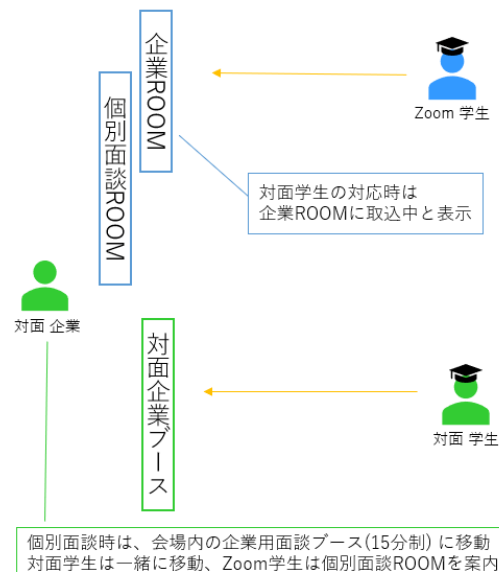 企業ROOM
個別面談ROOM
Zoom 学生
対面学生の対応時は
企業ROOMに取込中と表示
対面 企業
対面企業ブース
対面 学生
個別面談時は、会場内の企業用面談ブース(15分制) に移動
対面学生は一緒に移動、Zoom学生は個別面談ROOMを案内